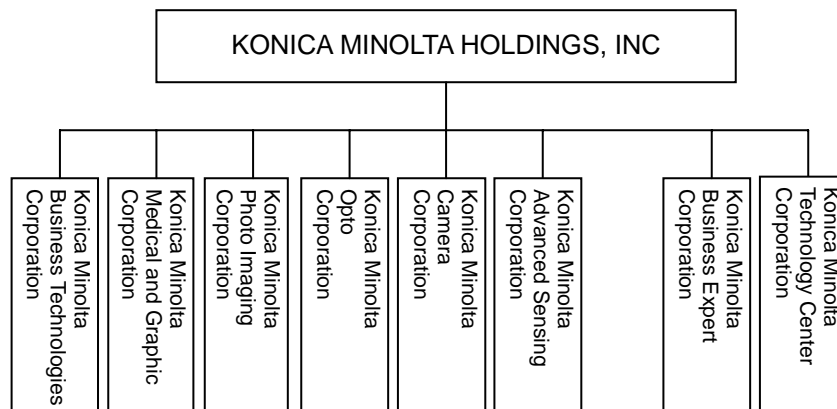 KONICA MINOLTA HOLDINGS, INC
Konica Minolta
Business Technologies
Corporation
Konica Minolta
Medical and Graphic
Corporation
Konica Minolta
Photo Imaging
Corporation
Konica Minolta
Opto
Corporation
Konica Minolta
Camera
Corporation
Konica Minolta
Advanced Sensing
Corporation
Konica Minolta
Business Expert
Corporation
Konica Minolta
Technology Center
Corporation